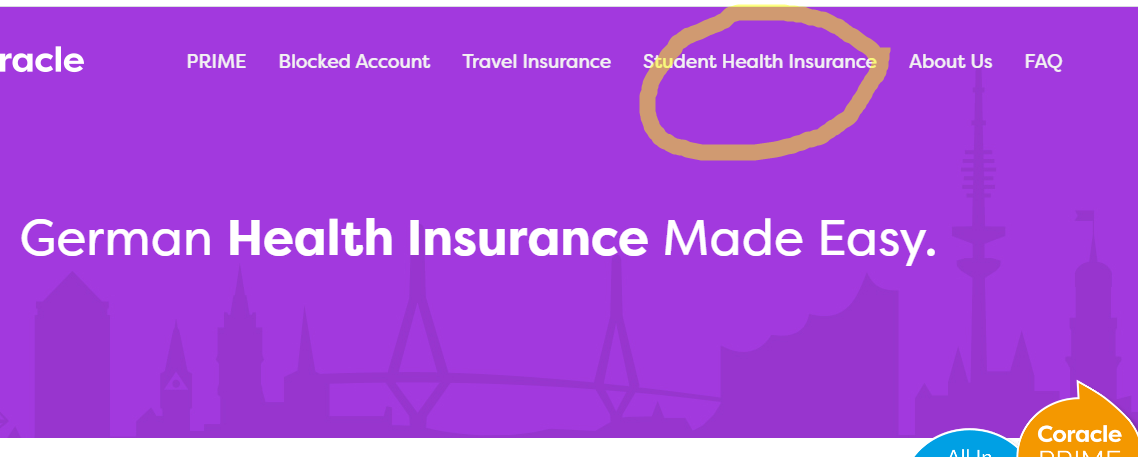 racle PRIME Blocked Account Travel Insurance Student Health Insurance About Us FAQ
German Health Insurance Made Easy.
Coracle
All In PRIME